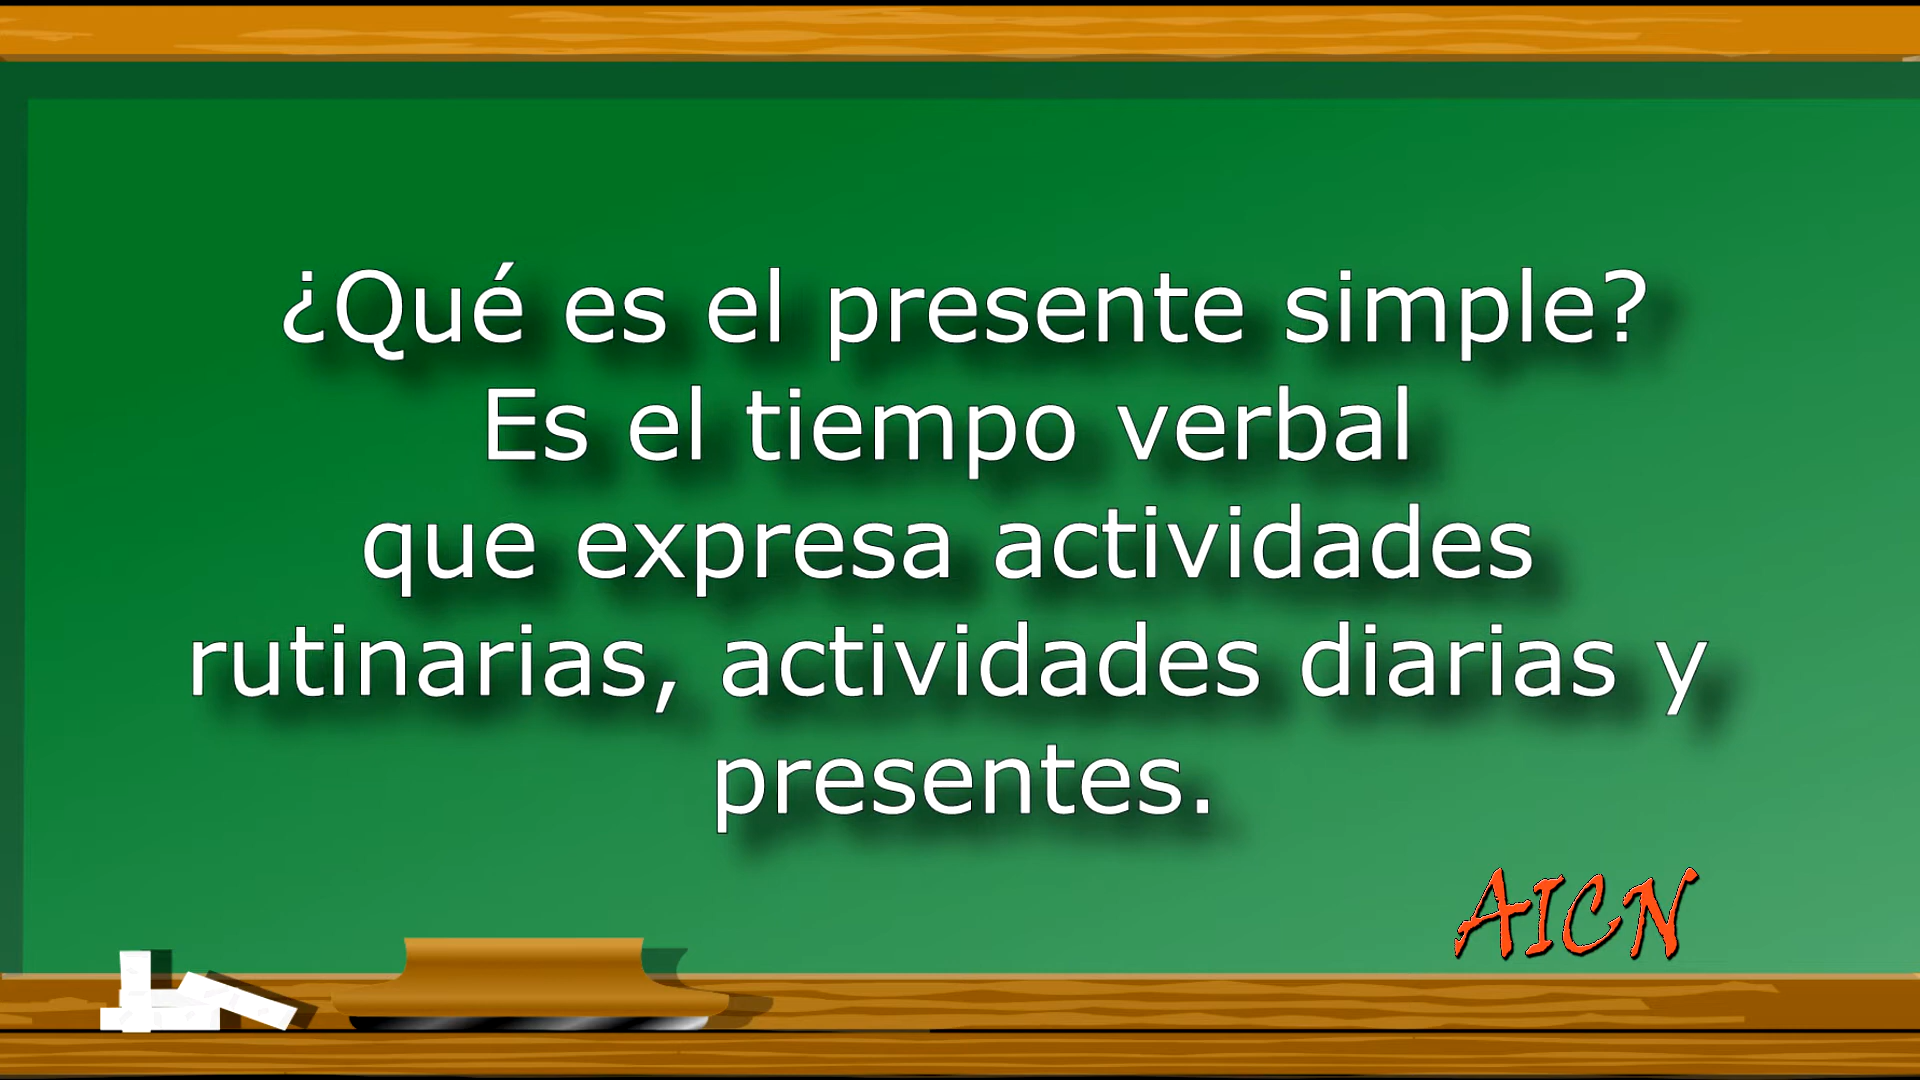 ¿Qué es el presente simple?
Es el tiempo verbal
que expresa actividades
rutinarias, actividades diarias y
presentes.
AICN